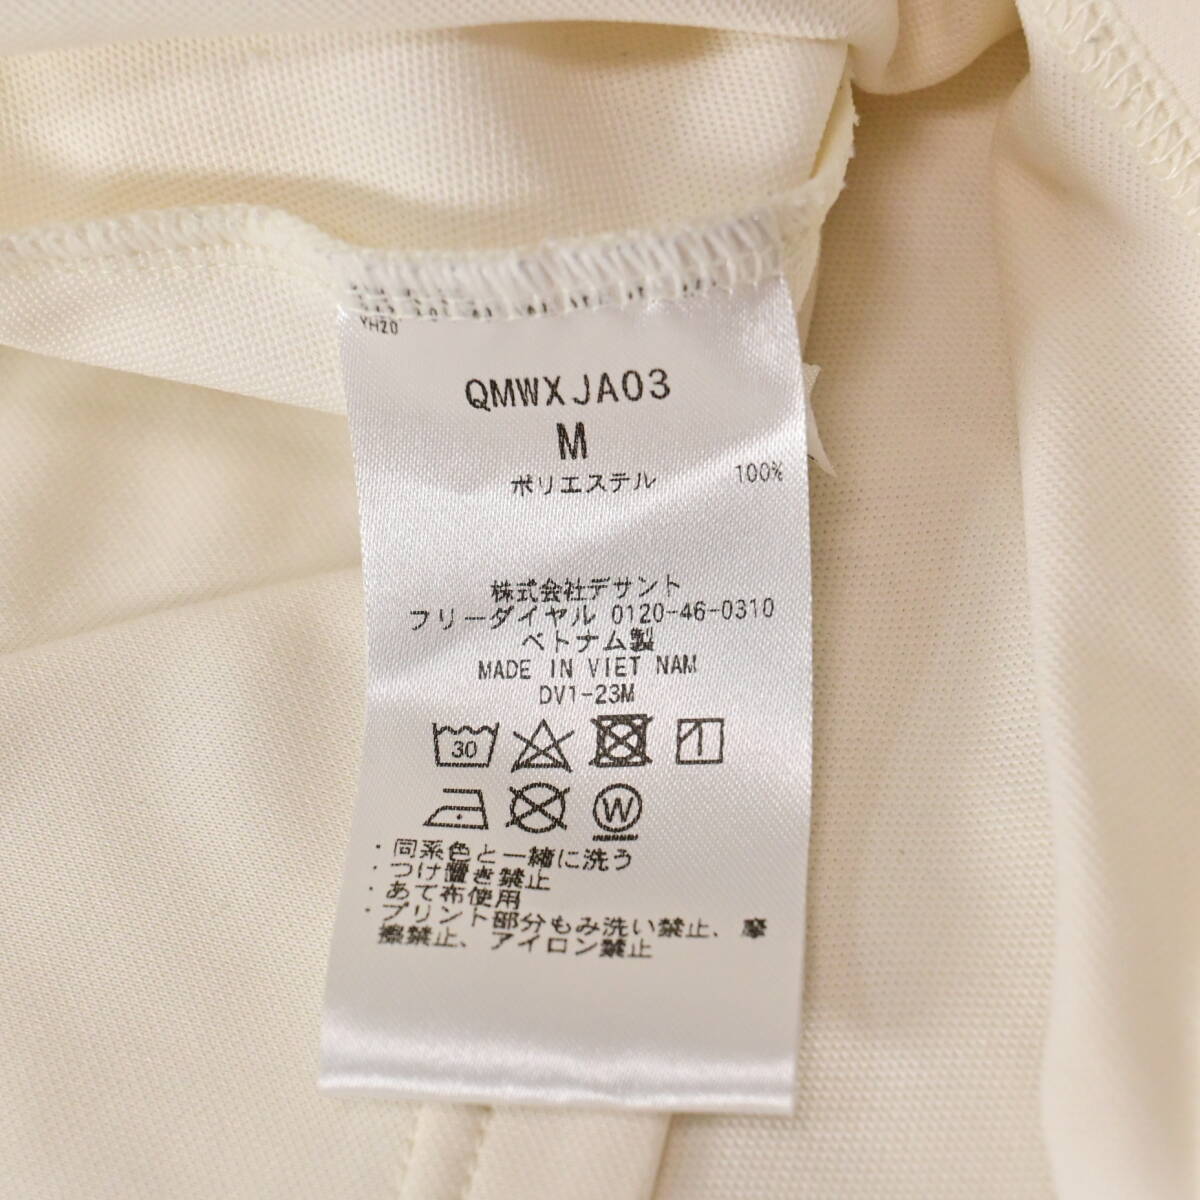 YH20
QMWXJA03
M
ポリエステル 100%
株式会社デサント
フリーダイヤル 0120-46-0310
ベトナム製
MADE IN VIET NAM
DV1-23M
30
W
・同系色と一緒に洗う
・つけ置き禁止
・あて布使用
・プリント部分もみ洗い禁止、摩
擦禁止、アイロン禁止